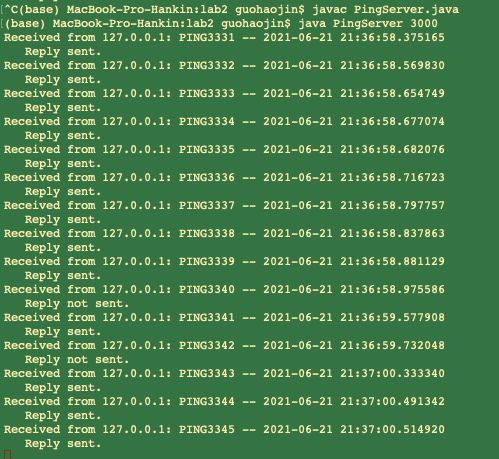 ^C(base) MacBook-Pro-Hankin:lab2 guohaojin$ javac PingServer.java
(base) MacBook-Pro-Hankin:lab2 guohaojin$ java PingServer 3000
Received from 127.0.0.1: PING3331 -- 2021-06-21 21:36:58.375165
Reply sent.
Received from 127.0.0.1: PING3332 -- 2021-06-21 21:36:58.569830
Reply sent.
Received from 127.0.0.1: PING3333 -- 2021-06-21 21:36:58.654749
Reply sent.
Received from 127.0.0.1: PING3334 -- 2021-06-21 21:36:58.677074
Reply sent.
Received from 127.0.0.1: PING3335 -- 2021-06-21 21:36:58.682076
Reply sent.
Received from 127.0.0.1: PING3336 -- 2021-06-21 21:36:58.716723
Reply sent.
Received from 127.0.0.1: PING3337 -- 2021-06-21 21:36:58.797757
Reply sent.
Received from 127.0.0.1: PING3338 -- 2021-06-21 21:36:58.837863
Reply sent.
Received from 127.0.0.1: PING3339 -- 2021-06-21 21:36:58.881129
Reply sent.
Received from 127.0.0.1: PING3340 -- 2021-06-21 21:36:58.975586
Reply not sent.
Received from 127.0.0.1: PING3341 -- 2021-06-21 21:36:59.577908
Reply sent.
Received from 127.0.0.1: PING3342 -- 2021-06-21 21:36:59.732048
Reply not sent.
Received from 127.0.0.1: PING3343 -- 2021-06-21 21:37:00.333340
Reply sent.
Received from 127.0.0.1: PING3344 -- 2021-06-21 21:37:00.491342
Reply sent.
Received from 127.0.0.1: PING3345 -- 2021-06-21 21:37:00.514920
Reply sent.